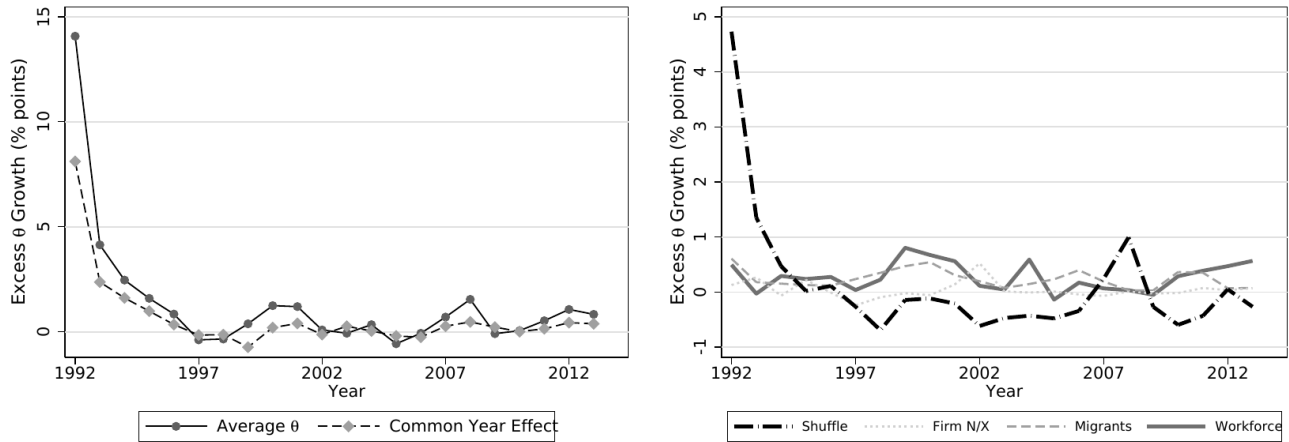 Excess θ Growth (% points)
15
10
5
0
1992 1997 2002 2007 2012
Year
Average θ Common Year Effect
Excess θ Growth (% points)
5
4
3
2
1
0
-1
1992 1997 2002 2007 2012
Year
Shuffle Firm N/X Migrants Workforce